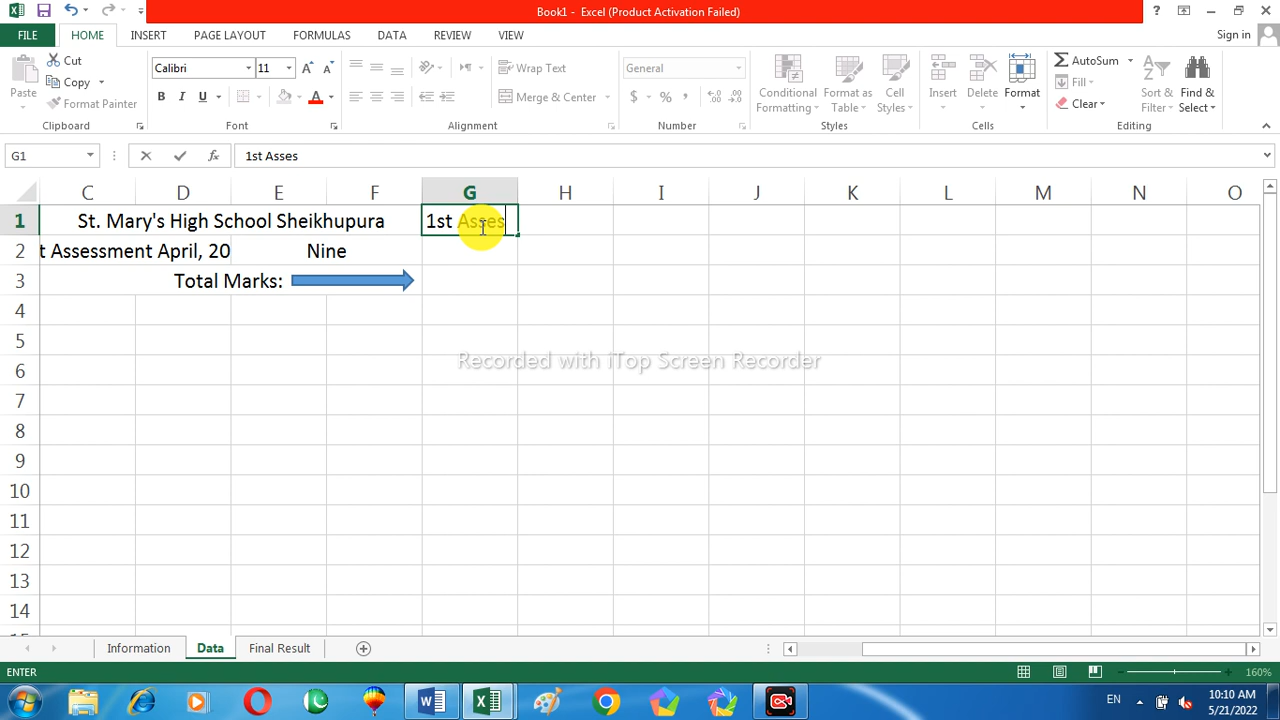 Book1 - Excel (Product Activation Failed)
FILE HOME INSERT PAGE LAYOUT FORMULAS DATA REVIEW VIEW Sign in
Paste Cut Copy Format Painter Clipboard
Calibri 11 B I U A Font
Wrap Text Merge & Center Alignment
General $ % , Number
Conditional Formatting Format as Table Cell Styles Styles
Insert Delete Format Cells
AutoSum Fill Clear Sort & Filter Find & Select Editing
G1 fx 1st Asses
C D E F G H I J K L M N O
1 St. Mary's High School Sheikhupura 1st Asses
2 t Assessment April, 20 Nine
3 Total Marks:
4
5
6
Recorded with iTop Screen Recorder
7
8
9
10
11
12
13
14
Information Data Final Result
ENTER 160%
EN 10:10 AM
5/21/2022